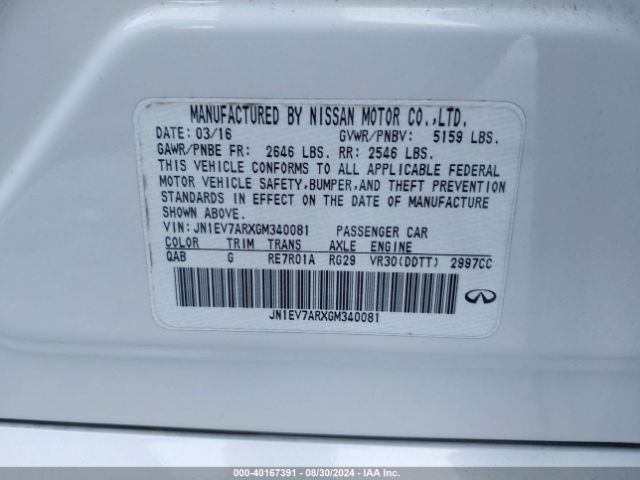 MANUFACTURED BY NISSAN MOTOR CO.,LTD.
DATE: 03/16 GVWR/PNBV: 5159 LBS.
GAWR/PNBE FR: 2646 LBS. RR: 2546 LBS.
THIS VEHICLE CONFORMS TO ALL APPLICABLE FEDERAL
MOTOR VEHICLE SAFETY,BUMPER,AND THEFT PREVENTION
STANDARDS IN EFFECT ON THE DATE OF MANUFACTURE
SHOWN ABOVE.
VIN: JN1EV7ARXGM340081 PASSENGER CAR
COLOR TRIM TRANS AXLE ENGINE
QAB G RE7R01A RG29 VR30(DDTT) 2997CC
JN1EV7ARXGM340081
INFINITI
000-40167391 - 08/30/2024 - IAAI.COM